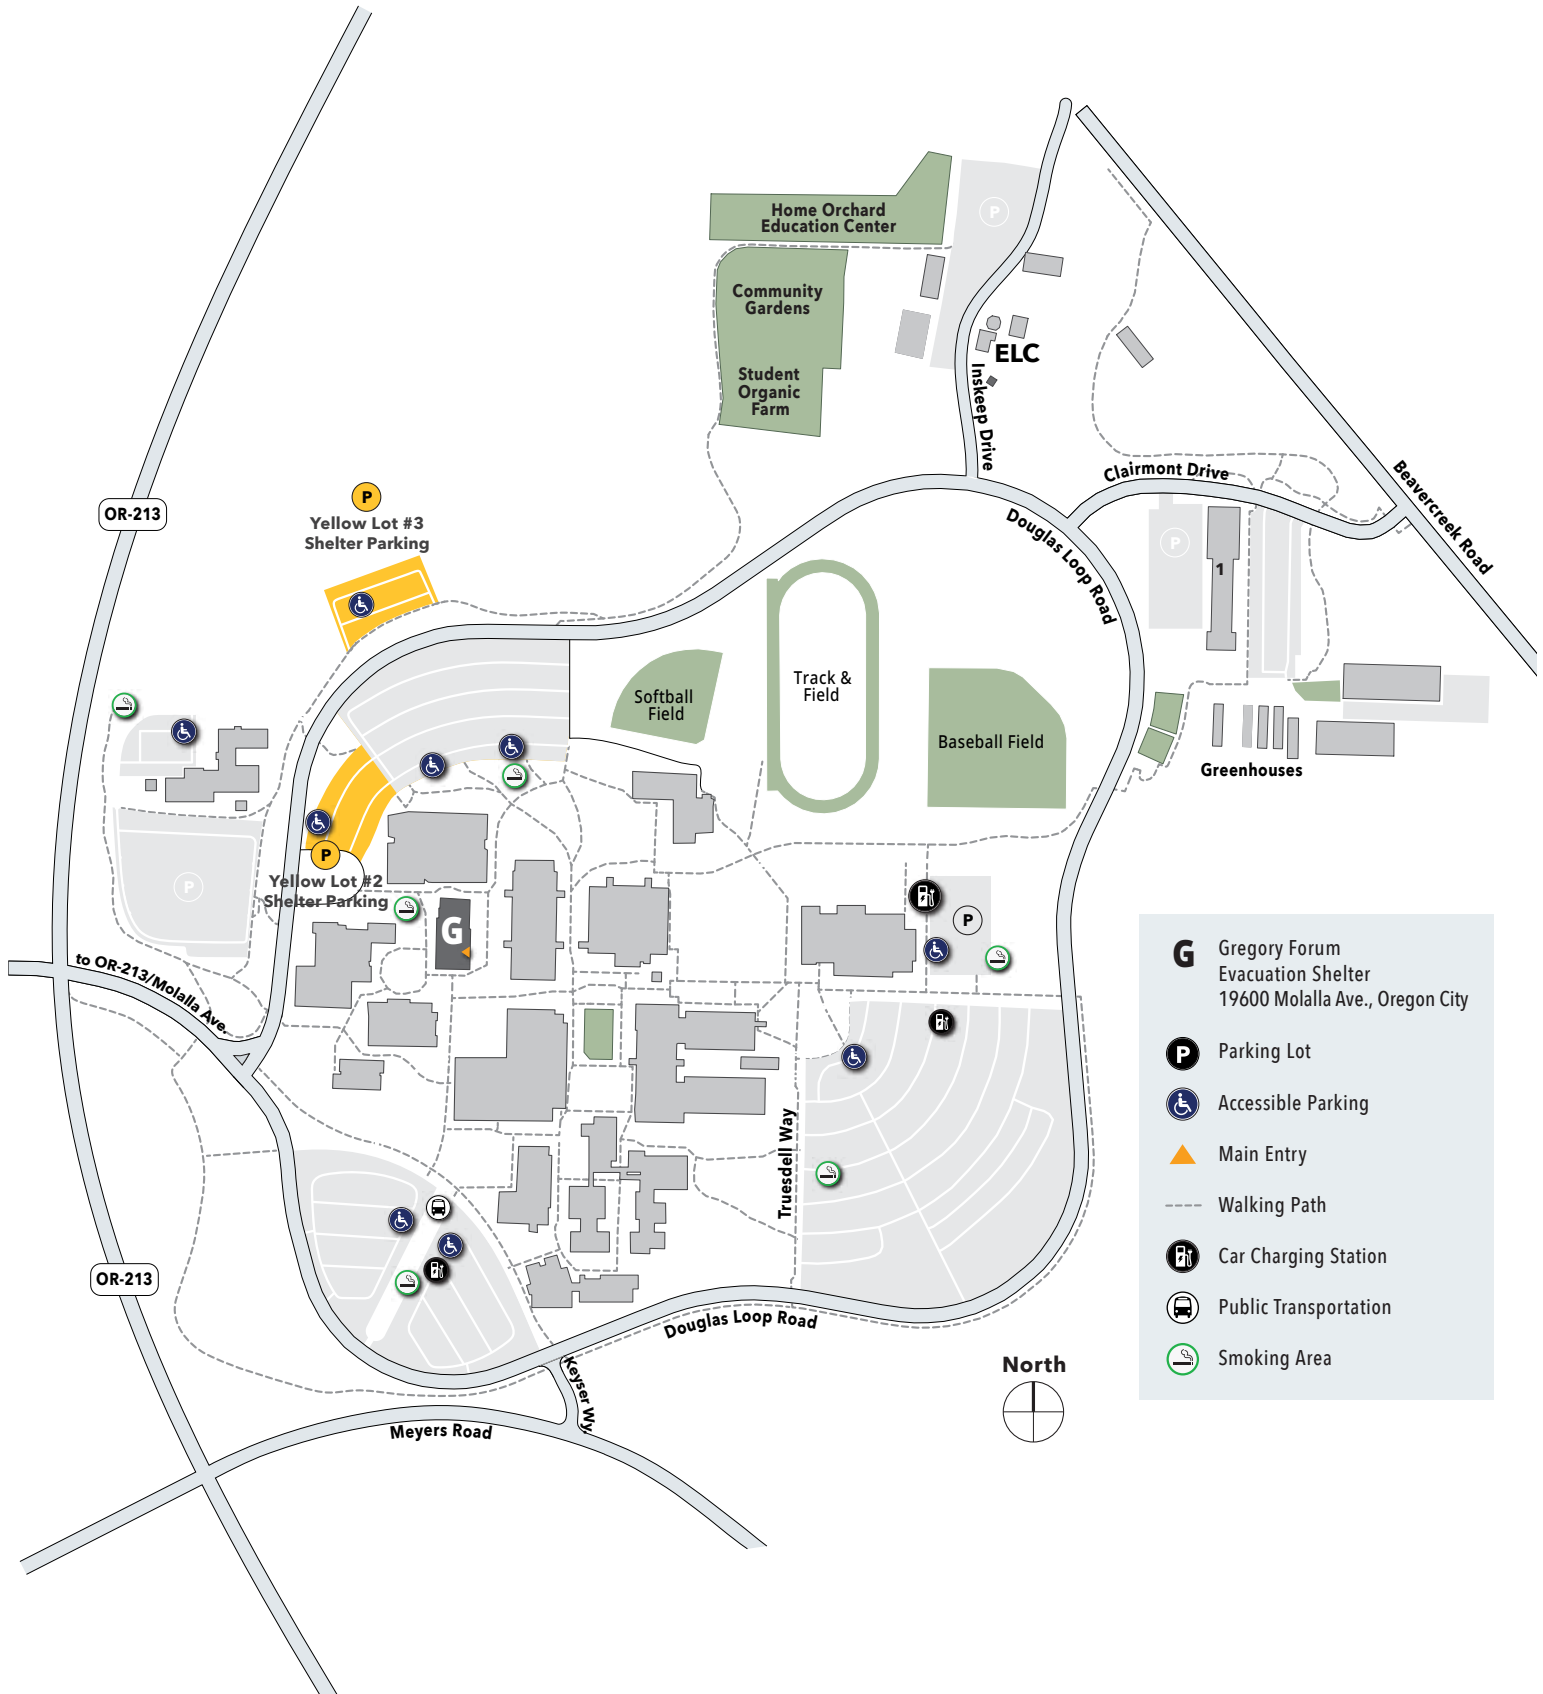 P
Home Orchard
Education Center
Community
Gardens
Student
Organic
Farm
ELC
Inskeep Drive
Clairmont Drive
Beavercreek Road
P
Yellow Lot #3
Shelter Parking
OR-213
Douglas Loop Road
P
1
Track &
Field
Softball
Field
Baseball Field
Greenhouses
P
Yellow Lot #2
Shelter Parking
P
G
P
to OR-213/Molalla Ave.
G
Gregory Forum
Evacuation Shelter
19600 Molalla Ave., Oregon City
P
Parking Lot
Accessible Parking
Main Entry
Walking Path
Car Charging Station
Public Transportation
Smoking Area
Truesdell Way
OR-213
Douglas Loop Road
Keyser Wy.
North
Meyers Road